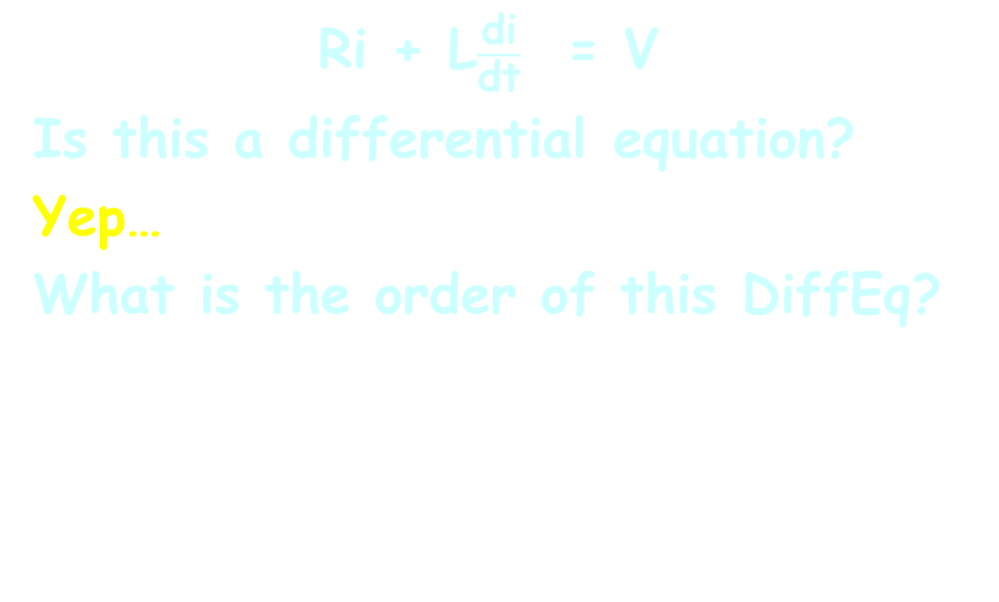 Ri + L di/dt = V
Is this a differential equation?
Yep…
What is the order of this DiffEq?